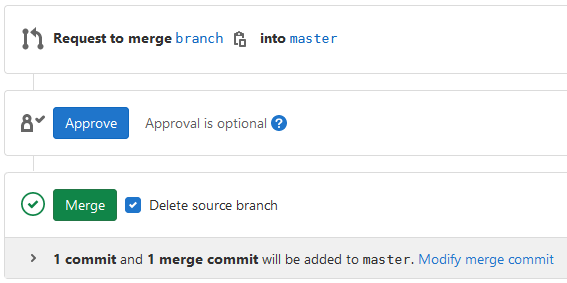 Request to merge branch into master
Approve Approval is optional ?
Merge Delete source branch
1 commit and 1 merge commit will be added to master. Modify merge commit